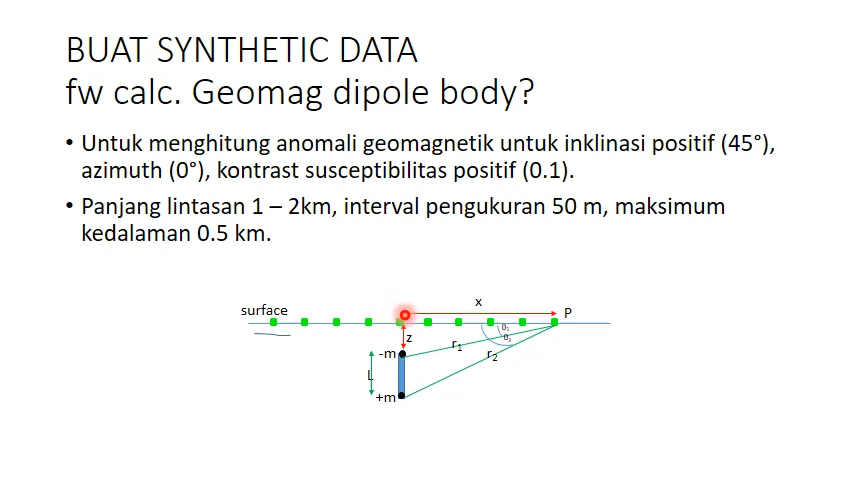 BUAT SYNTHETIC DATA
fw calc. Geomag dipole body?
• Untuk menghitung anomali geomagnetik untuk inklinasi positif (45°),
azimuth (0°), kontrast susceptibilitas positif (0.1).
• Panjang lintasan 1 – 2km, interval pengukuran 50 m, maksimum
kedalaman 0.5 km.
x
surface
P
θ₁
θ₂
z
r₁
r₂
-m
L
+m